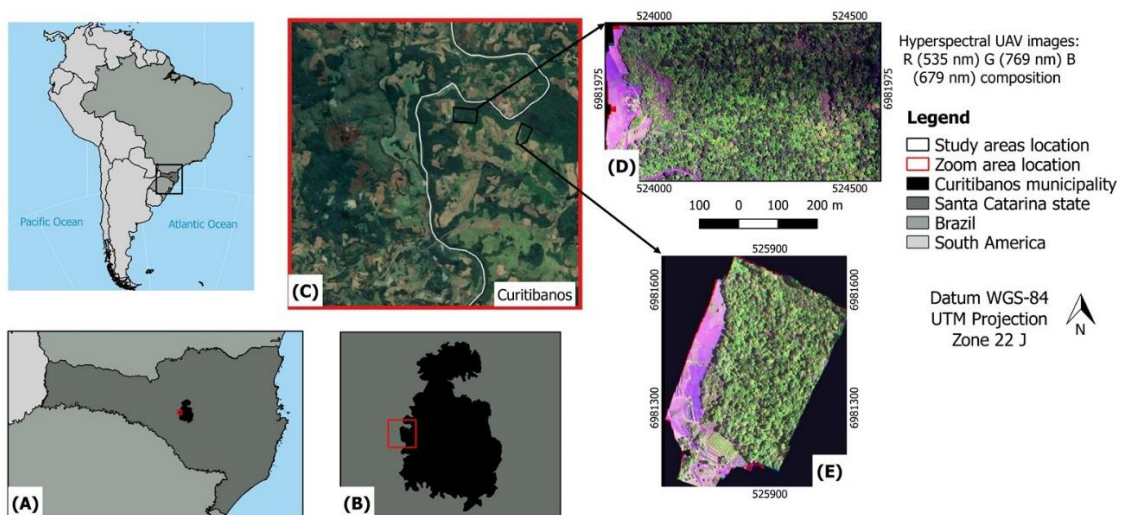 Pacific Ocean
Atlantic Ocean
(C)
Curitibanos
524000
524500
6981975
6981975
(D)
524000
524500
100 0 100 200 m
525900
6981600
6981600
6981300
6981300
(E)
525900
Hyperspectral UAV images:
R (535 nm) G (769 nm) B
(679 nm) composition
Legend
Study areas location
Zoom area location
Curitibanos municipality
Santa Catarina state
Brazil
South America
Datum WGS-84
UTM Projection
Zone 22 J
N
(A)
(B)